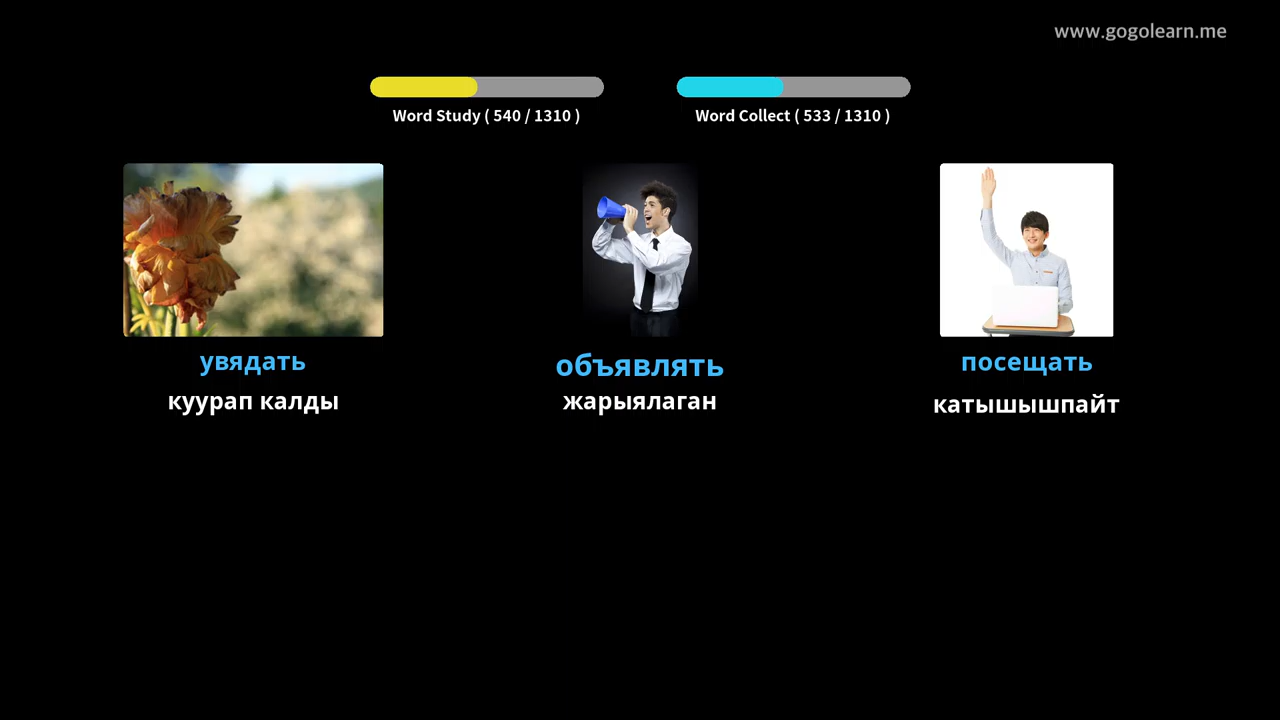 www.gogolearn.me
Word Study ( 540 / 1310 )
Word Collect ( 533 / 1310 )
увядать
куурап калды
объявлять
жарыялаган
посещать
катышышпайт